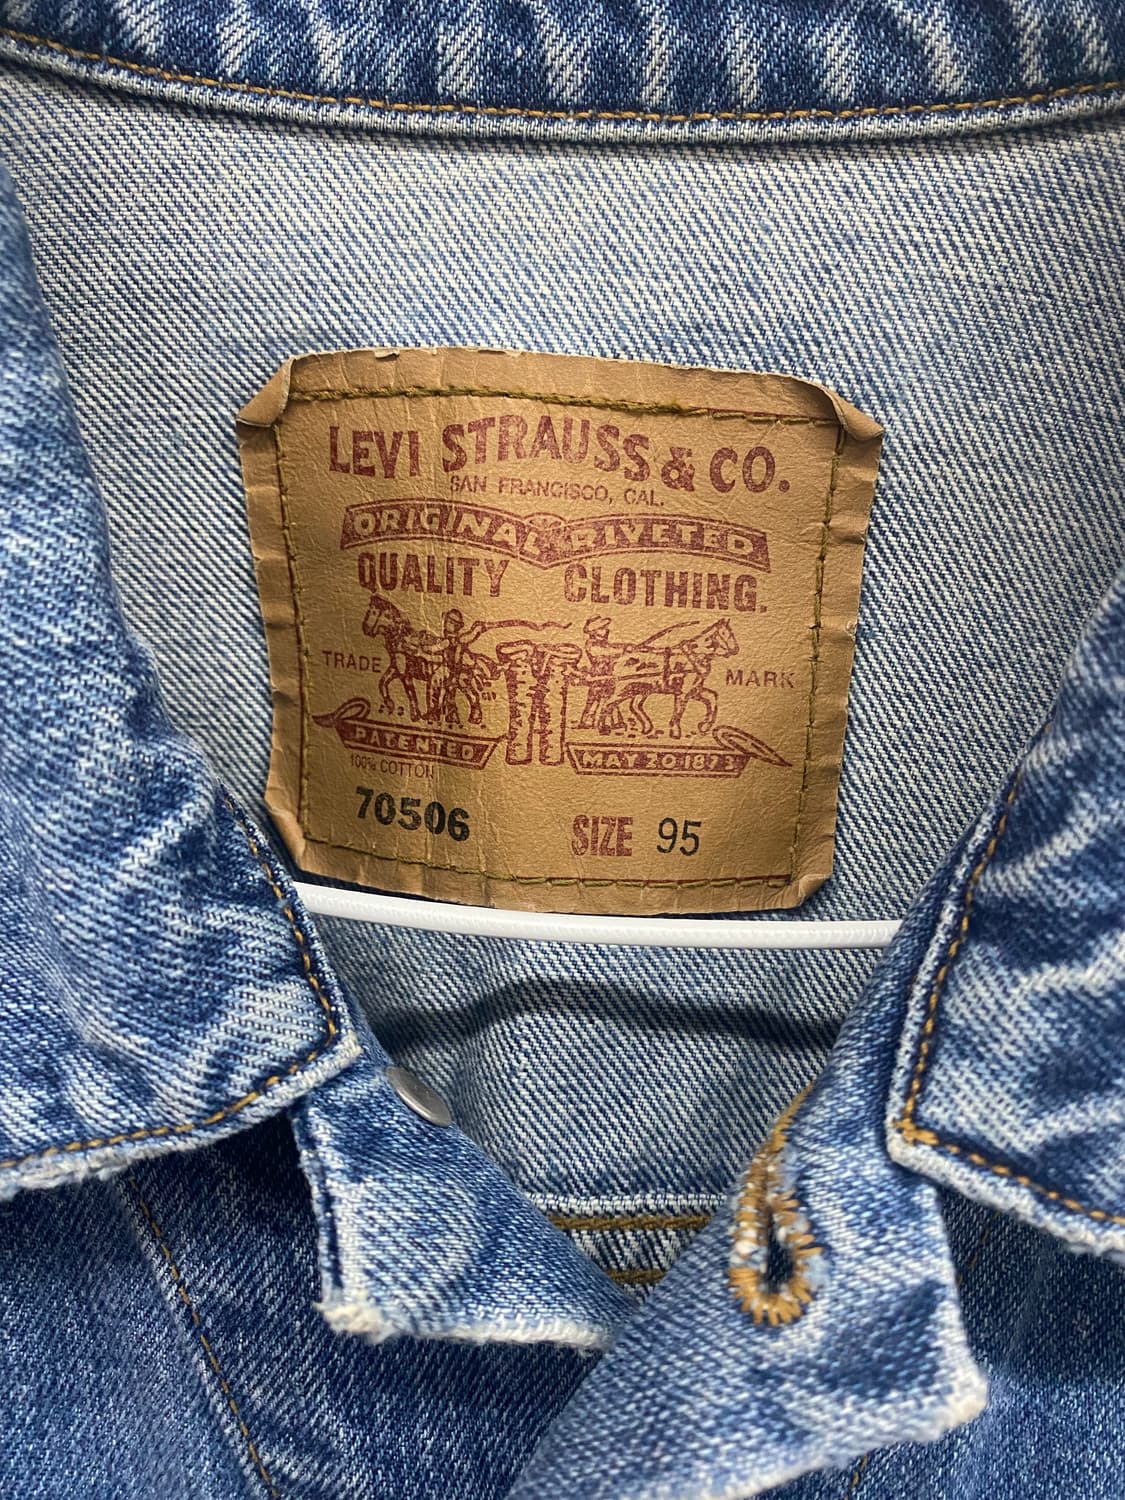 LEVI STRAUSS & CO.
SAN FRANCISCO, CAL.
ORIGINAL RIVETED
QUALITY CLOTHING.
TRADE MARK
PATENTED MAY 20 1873
100% COTTON
70506 SIZE 95